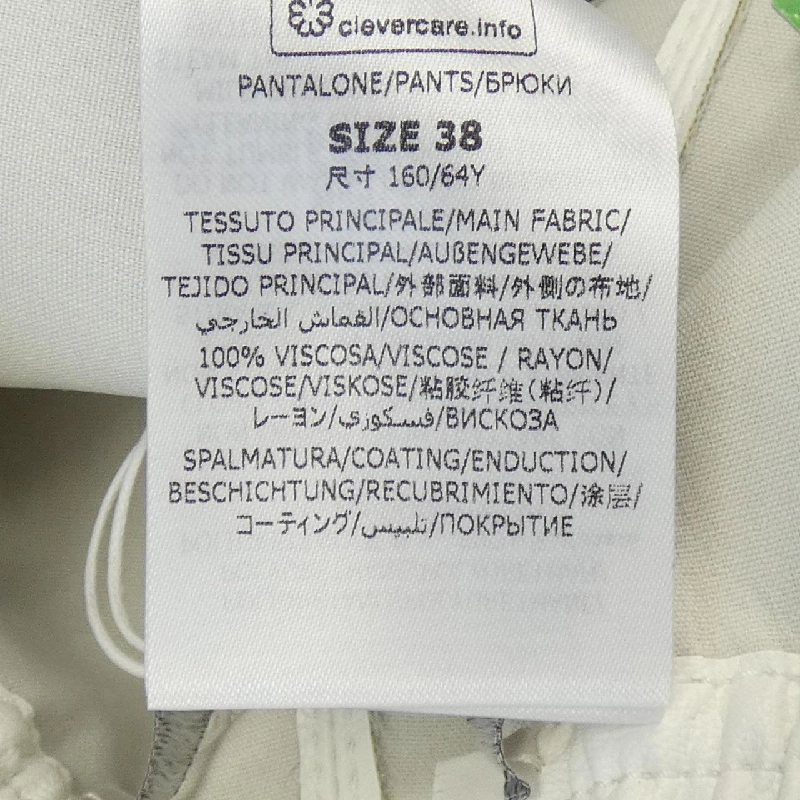 clevercare.info
PANTALONE/PANTS/БРЮКИ
SIZE 38
尺寸 160/64Y
TESSUTO PRINCIPALE/MAIN FABRIC/
TISSU PRINCIPAL/AUßENGEWEBE/
TEJIDO PRINCIPAL/外部面料/外側の布地/
القماش الخارجي/ОСНОВНАЯ ТКАНЬ
100% VISCOSA/VISCOSE / RAYON/
VISCOSE/VISKOSE/粘胶纤维(粘纤)/
レーヨン/فسكوزي/ВИСКОЗА
SPALMATURA/COATING/ENDUCTION/
BESCHICHTUNG/RECUBRIMIENTO/涂层/
コーティング/تلبيس/ПОКРЫТИЕ